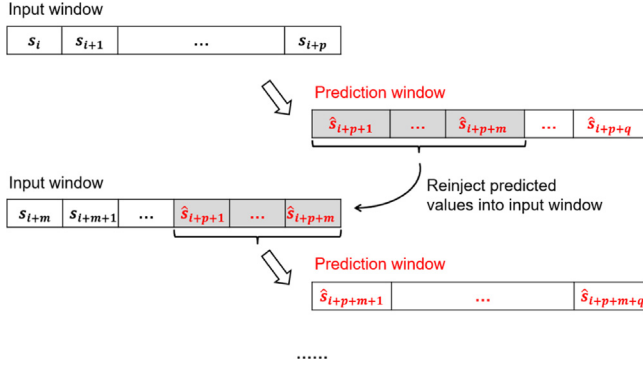 Input window
s_i s_{i+1} ... s_{i+p}
Prediction window
ŝ_{i+p+1} ... ŝ_{i+p+m} ... ŝ_{i+p+q}
Input window
Reinject predicted
values into input window
s_{i+m} s_{i+m+1} ... ŝ_{i+p+1} ... ŝ_{i+p+m}
Prediction window
ŝ_{i+p+m+1} ... ŝ_{i+p+m+q}
......